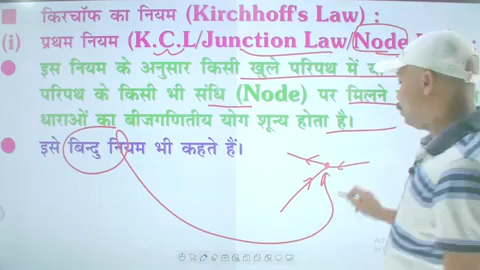 किरचॉफ का नियम (Kirchhoff's Law) :
(i) प्रथम नियम (K.C.L/Junction Law/Node
इस नियम के अनुसार किसी खुले परिपथ में
परिपथ के किसी भी संधि (Node) पर मिलने
धाराओं का बीजगणितीय योग शून्य होता है।
इसे बिन्दु नियम भी कहते हैं।